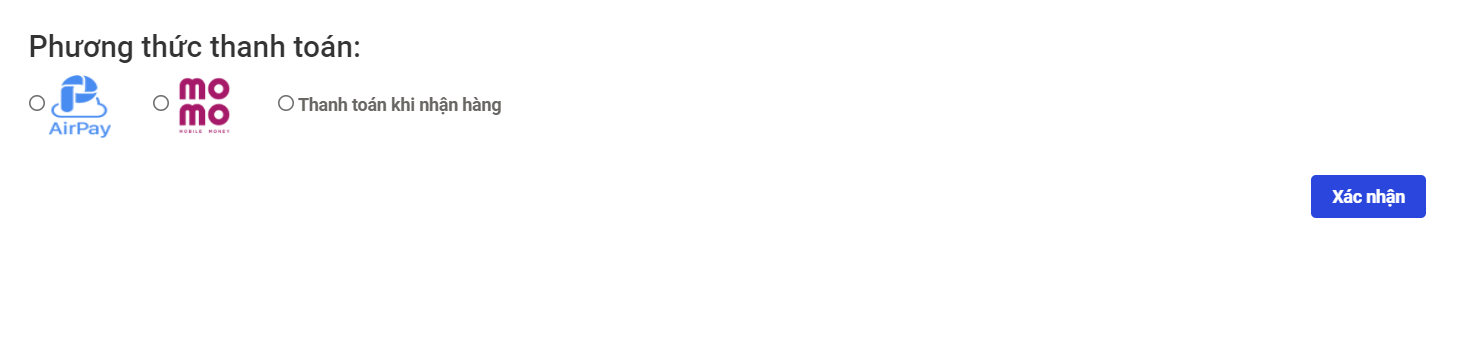 Phương thức thanh toán:
AirPay
mo
mo
MOBILE MONEY
Thanh toán khi nhận hàng
Xác nhận